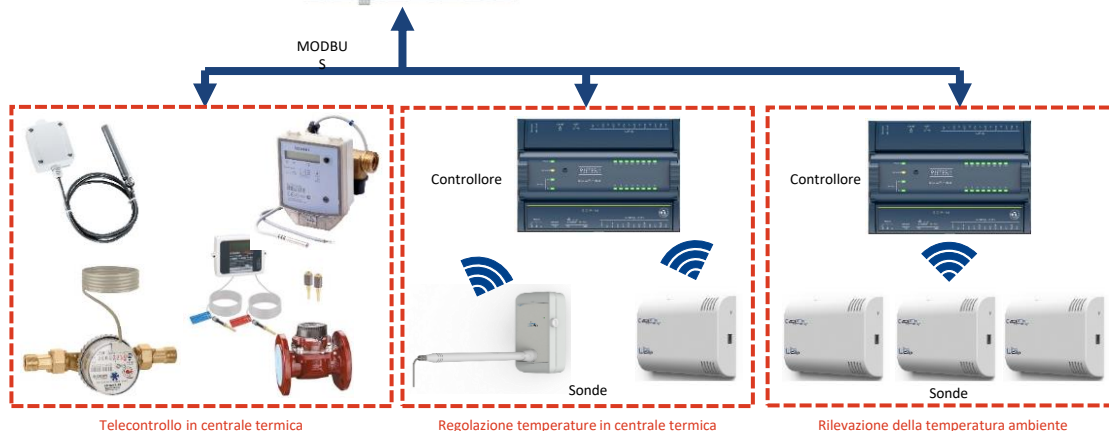 MODBU
S
Controllore
Controllore
Sonde
Sonde
Telecontrollo in centrale termica
Regolazione temperature in centrale termica
Rilevazione della temperatura ambiente